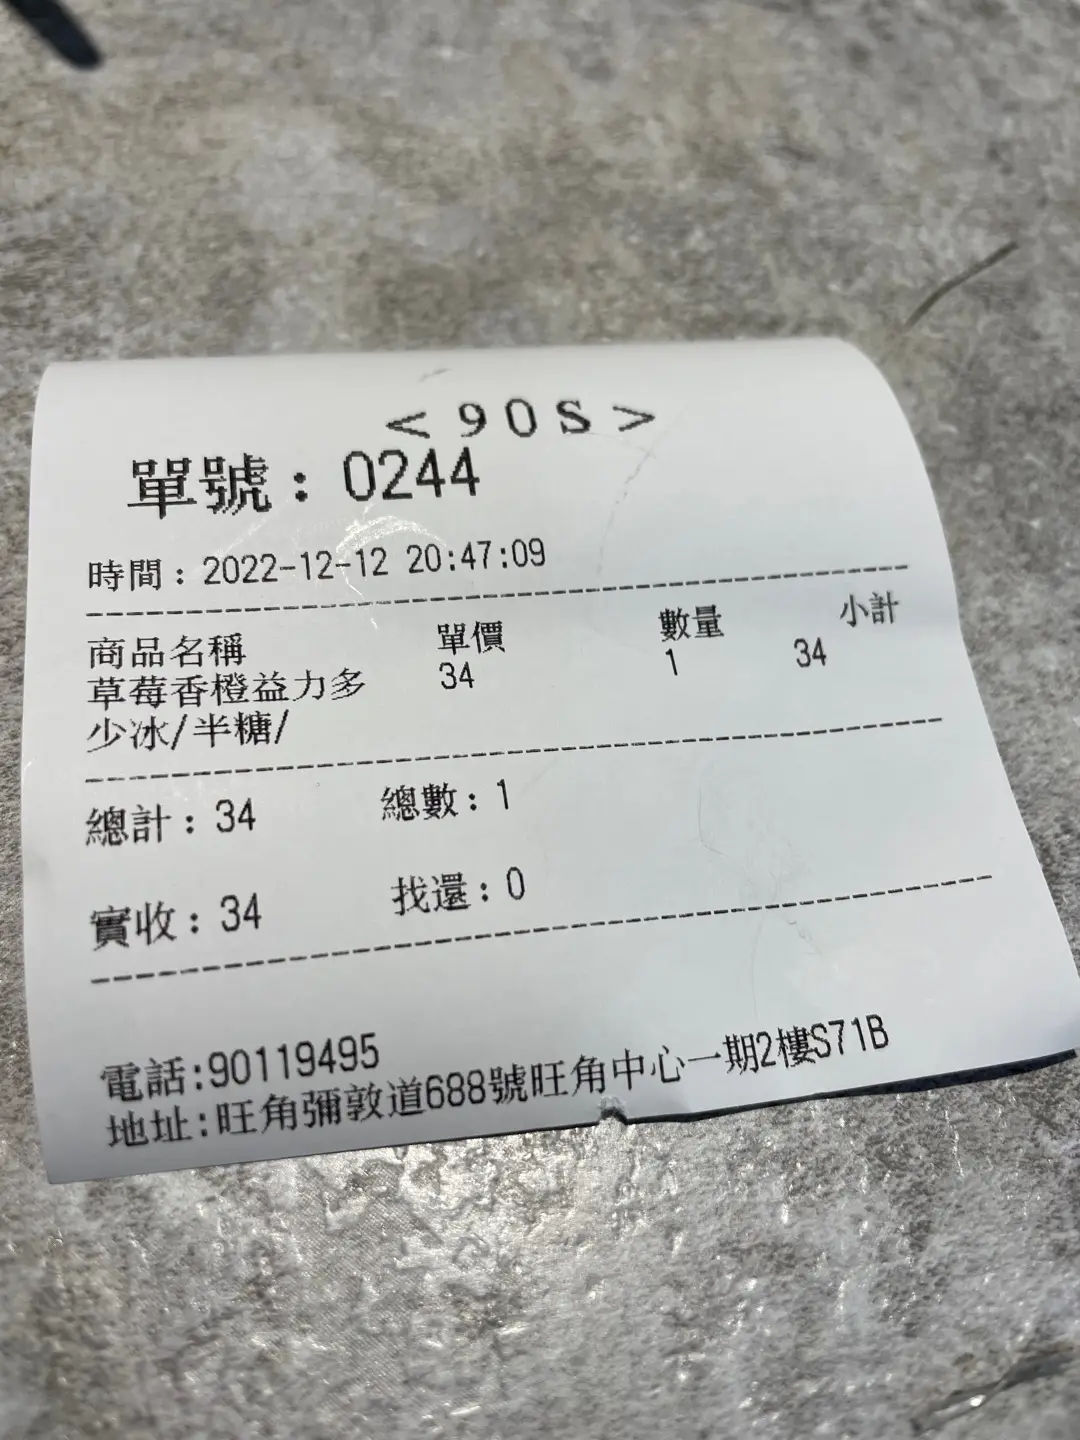 <90S>
單號：0244
時間：2022-12-12 20:47:09
商品名稱 單價 數量 小計
草莓香橙益力多 34 1 34
少冰/半糖/
總計：34 總數：1
實收：34 找還：0
電話:90119495
地址:旺角彌敦道688號旺角中心一期2樓S71B